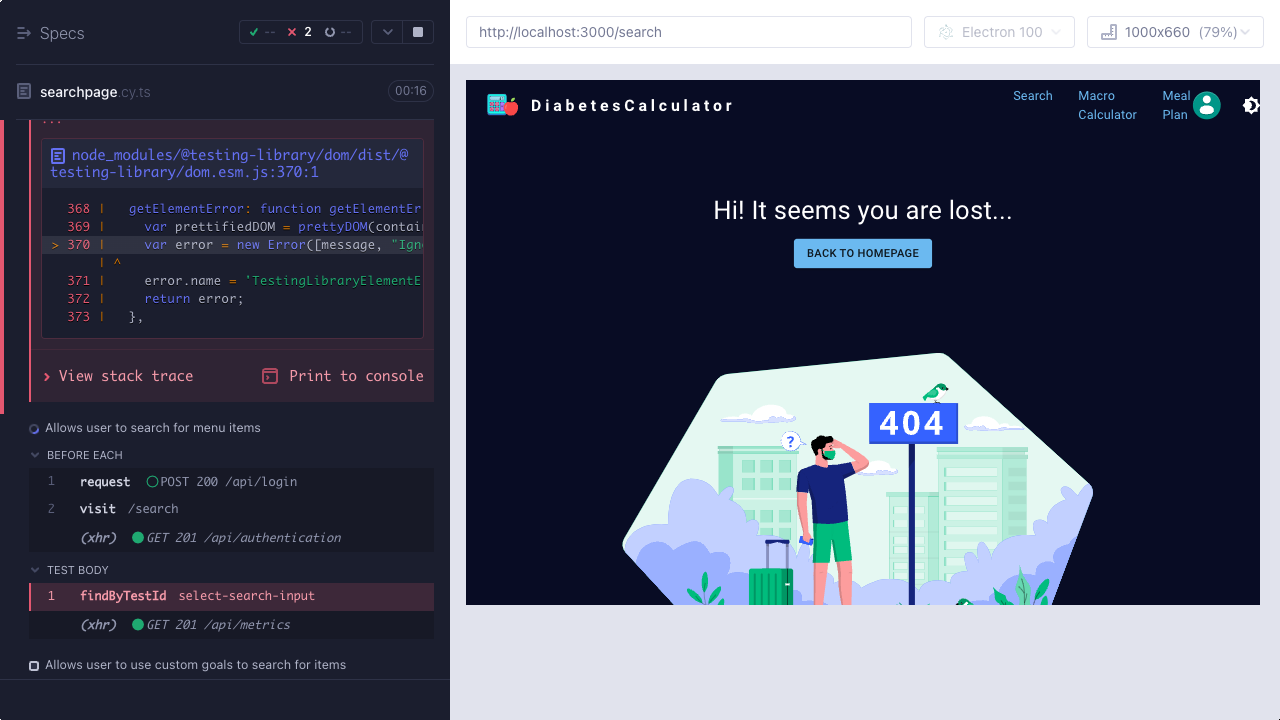 Specs
-- 2 --
searchpage.cy.ts
00:16
...
node_modules/@testing-library/dom/dist/@
testing-library/dom.esm.js:370:1
368 | getElementError: function getElementEr
369 | var prettifiedDOM = prettyDOM(contai
> 370 | var error = new Error([message, "Igno
| ^
371 | error.name = 'TestingLibraryElementE
372 | return error;
373 | },
View stack trace
Print to console
Allows user to search for menu items
BEFORE EACH
1 request POST 200 /api/login
2 visit /search
(xhr) GET 201 /api/authentication
TEST BODY
1 findByTestId select-search-input
(xhr) GET 201 /api/metrics
Allows user to use custom goals to search for items
http://localhost:3000/search
Electron 100
1000x660 (79%)
DiabetesCalculator
Search
Macro
Calculator
Meal
Plan
Hi! It seems you are lost...
BACK TO HOMEPAGE
404
?